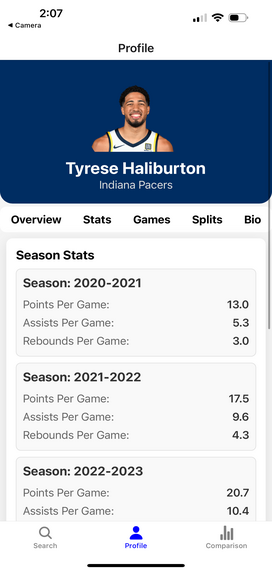 2:07
◀ Camera
Profile
Tyrese Haliburton
Indiana Pacers
Overview Stats Games Splits Bio
Season Stats
Season: 2020-2021
Points Per Game: 13.0
Assists Per Game: 5.3
Rebounds Per Game: 3.0
Season: 2021-2022
Points Per Game: 17.5
Assists Per Game: 9.6
Rebounds Per Game: 4.3
Season: 2022-2023
Points Per Game: 20.7
Assists Per Game: 10.4
Search Profile Comparison